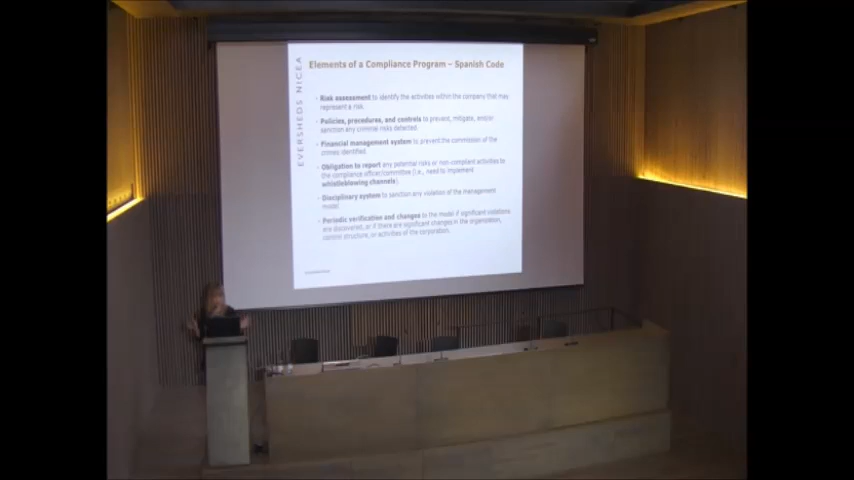 Elements of a Compliance Program – Spanish Code
EVERSHEDS NICEA
- Risk assessment to identify the activities within the company that may
represent a risk.
- Policies, procedures, and controls to prevent, mitigate, and/or
sanction any criminal risks detected.
- Financial management system to prevent the commission of the
crimes identified.
- Obligation to report any potential risks or non-compliant activities to
the compliance officer/committee (i.e., need to implement
whistleblowing channels).
- Disciplinary system to sanction any violation of the management
model
- Periodic verification and changes to the model if significant violations
are discovered, or if there are significant changes in the organization,
control structure, or activities of the corporation.